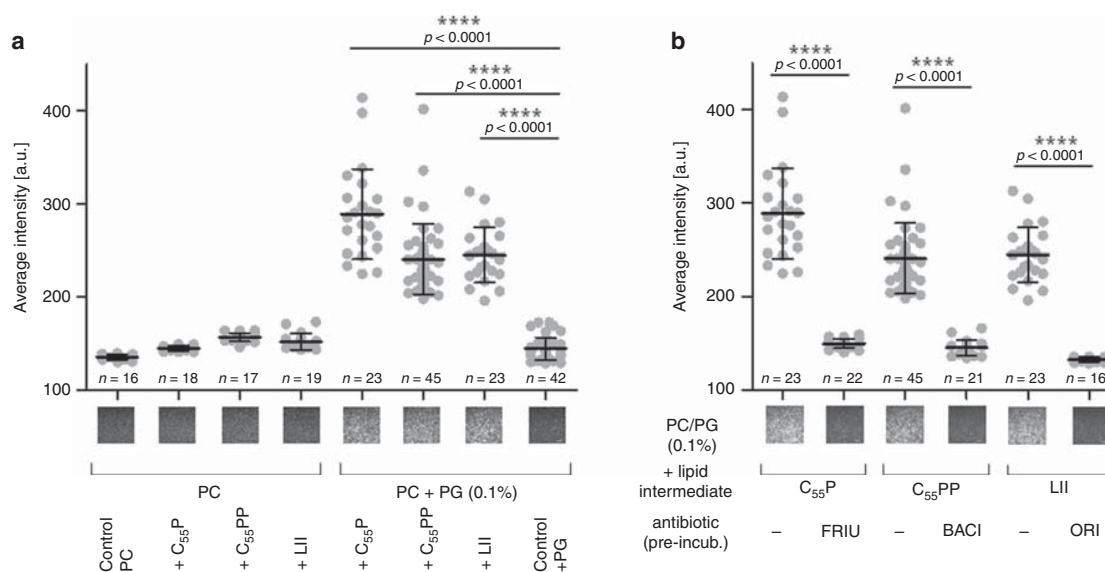 a
****
p < 0.0001
****
p < 0.0001
****
p < 0.0001
Average intensity [a.u.]
400
300
200
100
n = 16
n = 18
n = 17
n = 19
n = 23
n = 45
n = 23
n = 42
PC
PC + PG (0.1%)
Control
PC
+ C₅₅P
+ C₅₅PP
+ LII
+ C₅₅P
+ C₅₅PP
+ LII
Control
+PG
b
****
p < 0.0001
****
p < 0.0001
****
p < 0.0001
Average intensity [a.u.]
400
300
200
100
n = 23
n = 22
n = 45
n = 21
n = 23
n = 16
PC/PG
(0.1%)
+ lipid
intermediate
C₅₅P
C₅₅PP
LII
antibiotic
(pre-incub.)
–
FRIU
–
BACI
–
ORI